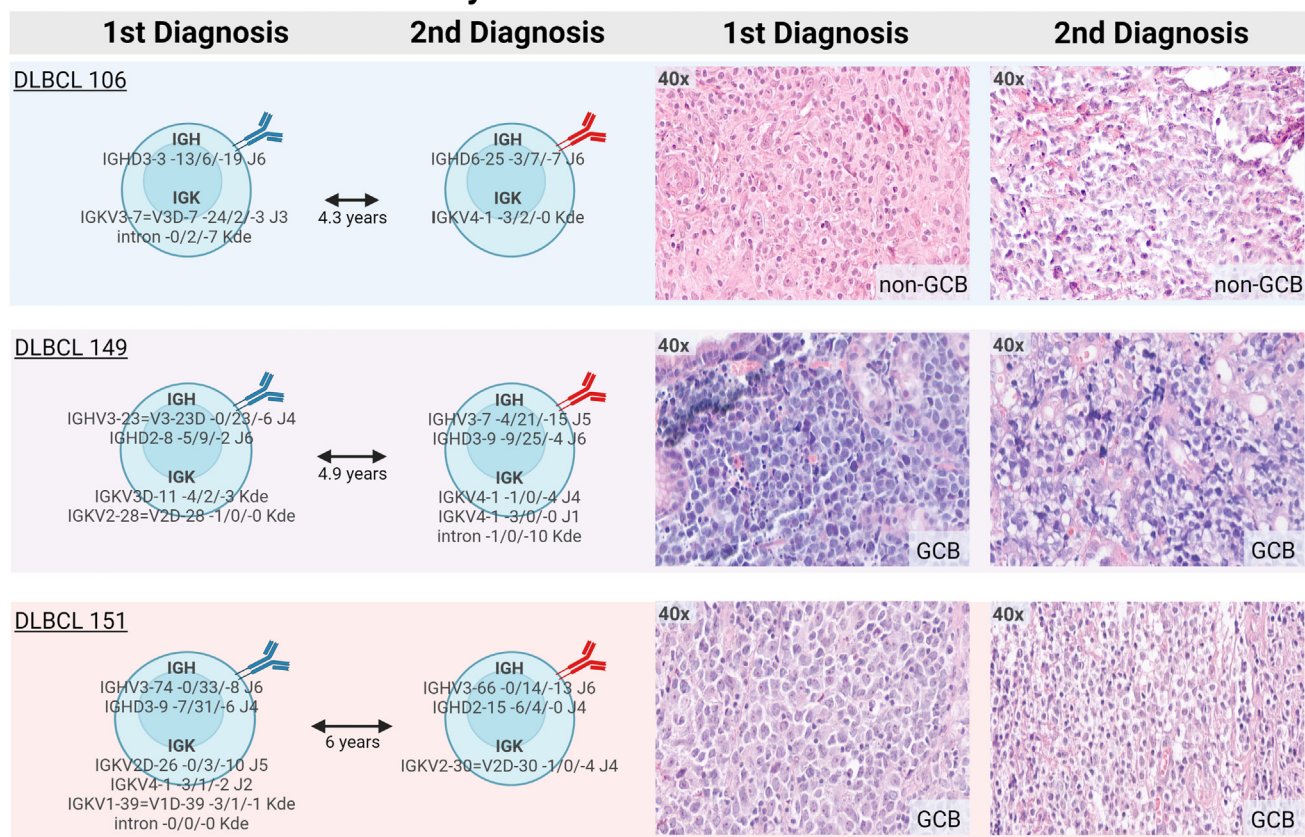 1st Diagnosis 2nd Diagnosis 1st Diagnosis 2nd Diagnosis
DLBCL 106
IGH
IGHD3-3 -13/6/-19 J6
IGK
IGKV3-7=V3D-7 -24/2/-3 J3
intron -0/2/-7 Kde
4.3 years
IGH
IGHD6-25 -3/7/-7 J6
IGK
IGKV4-1 -3/2/-0 Kde
40x
non-GCB
40x
non-GCB
DLBCL 149
IGH
IGHV3-23=V3-23D -0/23/-6 J4
IGHD2-8 -5/9/-2 J6
IGK
IGKV3D-11 -4/2/-3 Kde
IGKV2-28=V2D-28 -1/0/-0 Kde
4.9 years
IGH
IGHV3-7 -4/21/-15 J5
IGHD3-9 -9/25/-4 J6
IGK
IGKV4-1 -1/0/-4 J4
IGKV4-1 -3/0/-0 J1
intron -1/0/-10 Kde
40x
GCB
40x
GCB
DLBCL 151
IGH
IGHV3-74 -0/33/-8 J6
IGHD3-9 -7/31/-6 J4
IGK
IGKV2D-26 -0/3/-10 J5
IGKV4-1 -3/1/-2 J2
IGKV1-39=V1D-39 -3/1/-1 Kde
intron -0/0/-0 Kde
6 years
IGH
IGHV3-66 -0/14/-13 J6
IGHD2-15 -6/4/-0 J4
IGK
IGKV2-30=V2D-30 -1/0/-4 J4
40x
GCB
40x
GCB